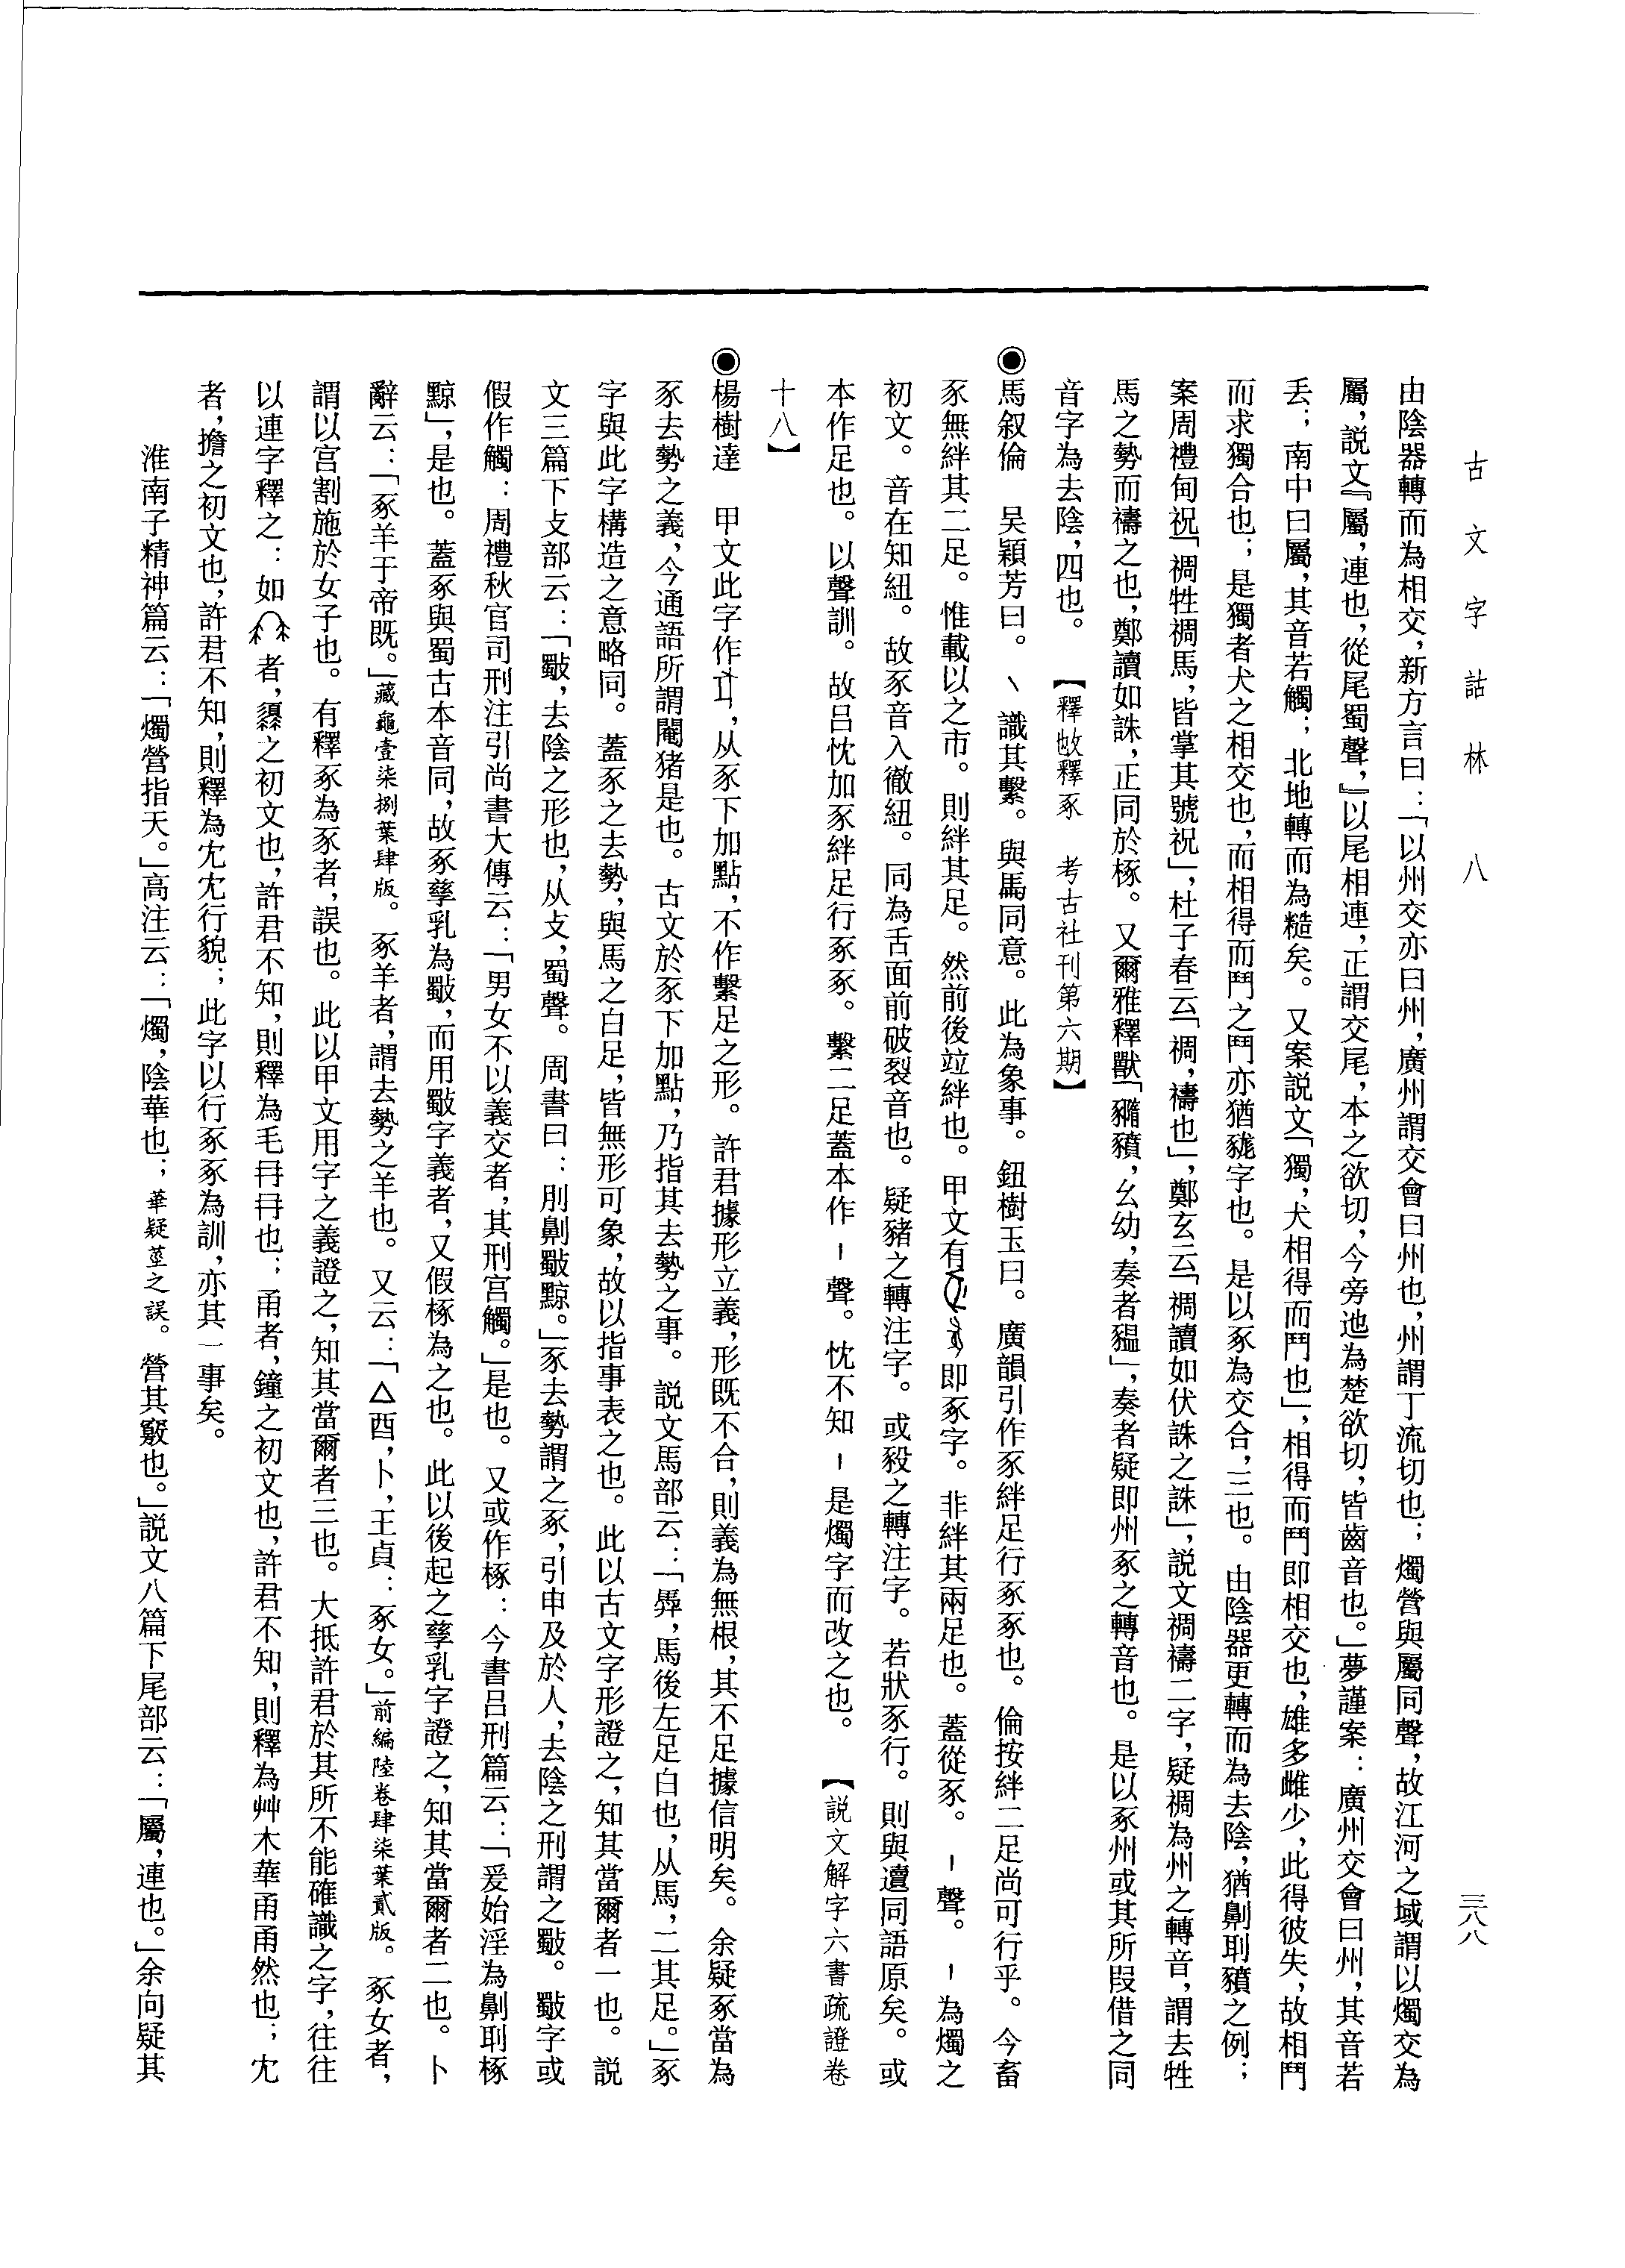 古文字詁林　八
三八八
由陰器轉而為相交，新方言曰：「以州交亦曰州，廣州謂交會曰州也，州謂丁流切也；燭營與屬同聲，故江河之域謂以燭交為
屬，説文『屬，連也，從尾蜀聲，』以尾相連，正謂交尾，本之欲切，今旁迆為楚欲切，皆齒音也。」夢謹案：廣州交會曰州，其音若
丟；南中曰屬，其音若觸；北地轉而為糙矣。又案説文「獨，犬相得而鬥也」，相得而鬥即相交也，雄多雌少，此得彼失，故相鬥
而求獨合也；是獨者犬之相交也，而相得而鬥之鬥亦猶㺜字也。是以豖為交合，三也。由陰器更轉而為去陰，猶劓刵豶之例；
案周禮甸祝「禂牲禂馬，皆掌其號祝」，杜子春云「禂，禱也」，鄭玄云「禂讀如伏誅之誅」，説文禂禱二字，疑禂為州之轉音，謂去牲
馬之勢而禱之也，鄭讀如誅，正同於椓。又爾雅釋獸「䝐豶，幺幼，奏者豱」，奏者疑即州豖之轉音也。是以豖州或其所叚借之同
音字為去陰，四也。　【釋㪍釋豖　考古社刊第六期】
◉馬叙倫　吴穎芳曰。丶識其繫。與馬同意。此為象事。鈕樹玉曰。廣韻引作豕絆足行豖豖也。倫按絆二足尚可行乎。今畜
豕無絆其二足。惟載以之市。則絆其足。然前後竝絆也。甲文有即豖字。非絆其兩足也。蓋從豕。丨聲。丨為燭之
初文。音在知紐。故豖音入徹紐。同為舌面前破裂音也。疑豬之轉注字。或豛之轉注字。若狀豕行。則與邅同語原矣。或
本作足也。以聲訓。故呂忱加豕絆足行豖豖。繫二足蓋本作丨聲。忱不知丨是燭字而改之也。　【説文解字六書疏證卷
十八】
◉楊樹達　甲文此字作，从豕下加點，不作繫足之形。許君據形立義，形既不合，則義為無根，其不足據信明矣。余疑豖當為
豕去勢之義，今通語所謂閹猪是也。古文於豕下加點，乃指其去勢之事。説文馬部云：「馵，馬後左足白也，从馬，二其足。」豖
字與此字構造之意略同。蓋豕之去勢，與馬之白足，皆無形可象，故以指事表之也。此以古文字形證之，知其當爾者一也。説
文三篇下攴部云：「斀，去陰之形也，从攴，蜀聲。周書曰：刖劓斀黥。」豕去勢謂之豖，引申及於人，去陰之刑謂之斀。斀字或
假作觸：周禮秋官司刑注引尚書大傳云：「男女不以義交者，其刑宫觸。」是也。又或作椓：今書吕刑篇云：「爰始淫為劓刵椓
黥」，是也。蓋豖與蜀古本音同，故豖孳乳為斀，而用斀字義者，又假椓為之也。此以後起之孳乳字證之，知其當爾者二也。卜
辭云：「豖羊于帝既。」藏龜壹柒捌葉肆版。豖羊者，謂去勢之羊也。又云：「△酉，卜，王貞：豖女。」前編陸卷肆柒葉貳版。豖女者，
謂以宫割施於女子也。有釋豖為豕者，誤也。此以甲文用字之義證之，知其當爾者三也。大抵許君於其所不能確識之字，往往
以連字釋之：如者，鬤之初文也，許君不知，則釋為毛冄冄也；甬者，鐘之初文也，許君不知，則釋為艸木華甬甬然也；冘
者，擔之初文也，許君不知，則釋為冘冘行貌；此字以行豖豖為訓，亦其一事矣。
淮南子精神篇云：「燭營指天。」高注云：「燭，陰華也；華疑莖之誤。營其竅也。」説文八篇下尾部云：「屬，連也。」余向疑其